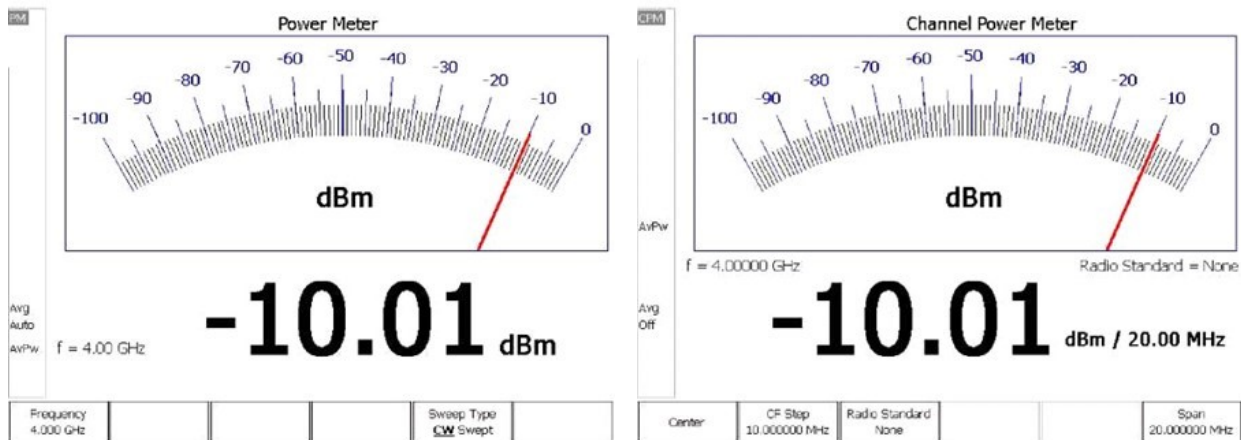 PM
Power Meter
-100
-90
-80
-70
-60
-50
-40
-30
-20
-10
0
dBm
-10.01 dBm
Avg
Auto
AvPw
f = 4.00 GHz
Frequency
4.000 GHz
Sweep Type
CW Swept
CPM
Channel Power Meter
-100
-90
-80
-70
-60
-50
-40
-30
-20
-10
0
dBm
AvPw
f = 4.00000 GHz
Radio Standard = None
-10.01 dBm / 20.00 MHz
Avg
Off
Center
CF Step
10.000000 MHz
Radio Standard
None
Span
20.000000 MHz